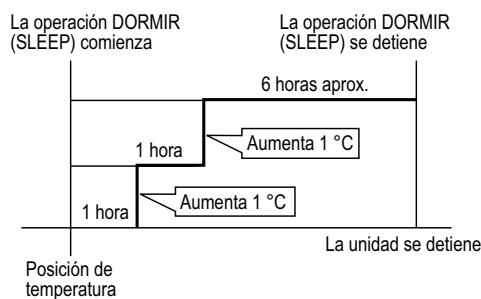 La operación DORMIR
(SLEEP) comienza
La operación DORMIR
(SLEEP) se detiene
6 horas aprox.
1 hora
Aumenta 1 °C
1 hora
Aumenta 1 °C
La unidad se detiene
Posición de
temperatura